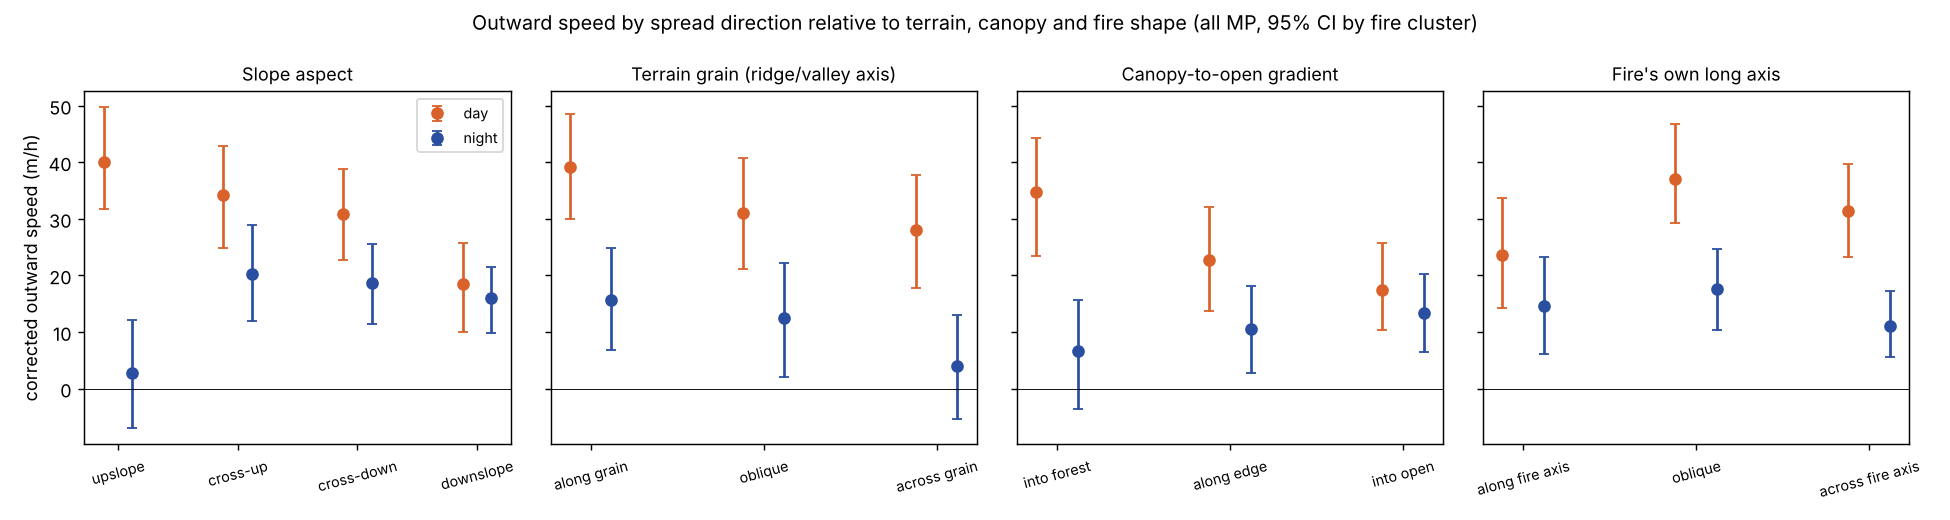 Outward speed by spread direction relative to terrain, canopy and fire shape (all MP, 95% CI by fire cluster)
Slope aspect
Terrain grain (ridge/valley axis)
Canopy-to-open gradient
Fire's own long axis
corrected outward speed (m/h)
50
40
30
20
10
0
day
night
upslope
cross-up
cross-down
downslope
along grain
oblique
across grain
into forest
along edge
into open
along fire axis
oblique
across fire axis